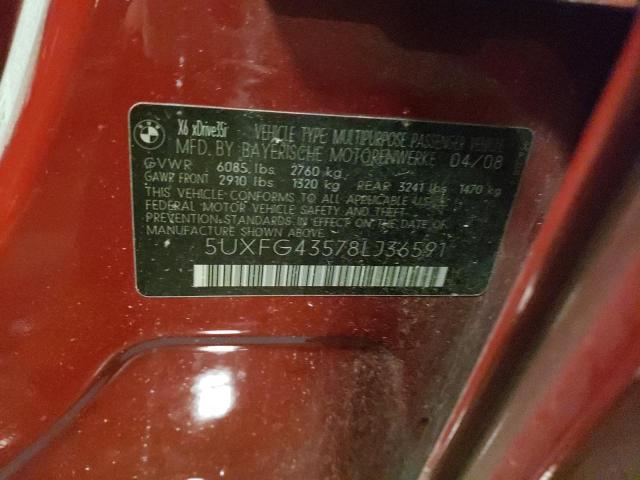 BMW
X6 xDrive35i VEHICLE TYPE MULTIPURPOSE PASSENGER VEHICLE
MFD. BY BAYERISCHE MOTORENWERKE 04/08
GVWR 6085. lbs 2760 kg
GAWR FRONT 2910 lbs 1320 kg REAR 3241 lbs 1470 kg
THIS VEHICLE CONFORMS TO ALL APPLICABLE U.S.
FEDERAL MOTOR VEHICLE SAFETY AND THEFT
PREVENTION STANDARDS IN EFFECT ON DATE OF
MANUFACTURE SHOWN ABOVE.
5UXFG43578LJ36591